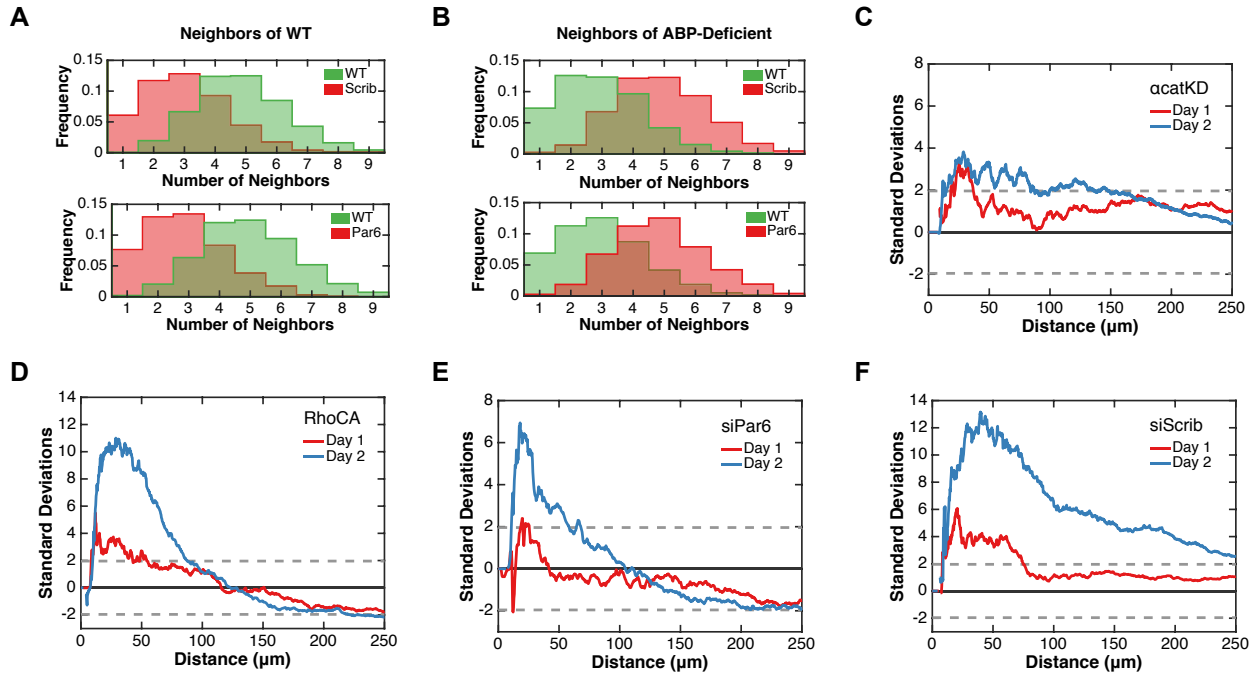 A
Neighbors of WT
0.15
0.1
0.05
0
Frequency
WT
Scrib
1 2 3 4 5 6 7 8 9
Number of Neighbors
0.15
0.1
0.05
0
Frequency
WT
Par6
1 2 3 4 5 6 7 8 9
Number of Neighbors
B
Neighbors of ABP-Deficient
0.15
0.1
0.05
0
Frequency
WT
Scrib
1 2 3 4 5 6 7 8 9
Number of Neighbors
0.15
0.1
0.05
0
Frequency
WT
Par6
1 2 3 4 5 6 7 8 9
Number of Neighbors
C
8
6
4
2
0
-2
Standard Deviations
αcatKD
Day 1
Day 2
0 50 100 150 200 250
Distance (µm)
D
14
12
10
8
6
4
2
0
-2
Standard Deviations
RhoCA
Day 1
Day 2
0 50 100 150 200 250
Distance (µm)
E
8
6
4
2
0
-2
Standard Deviations
siPar6
Day 1
Day 2
0 50 100 150 200 250
Distance (µm)
F
14
12
10
8
6
4
2
0
-2
Standard Deviations
siScrib
Day 1
Day 2
0 50 100 150 200 250
Distance (µm)